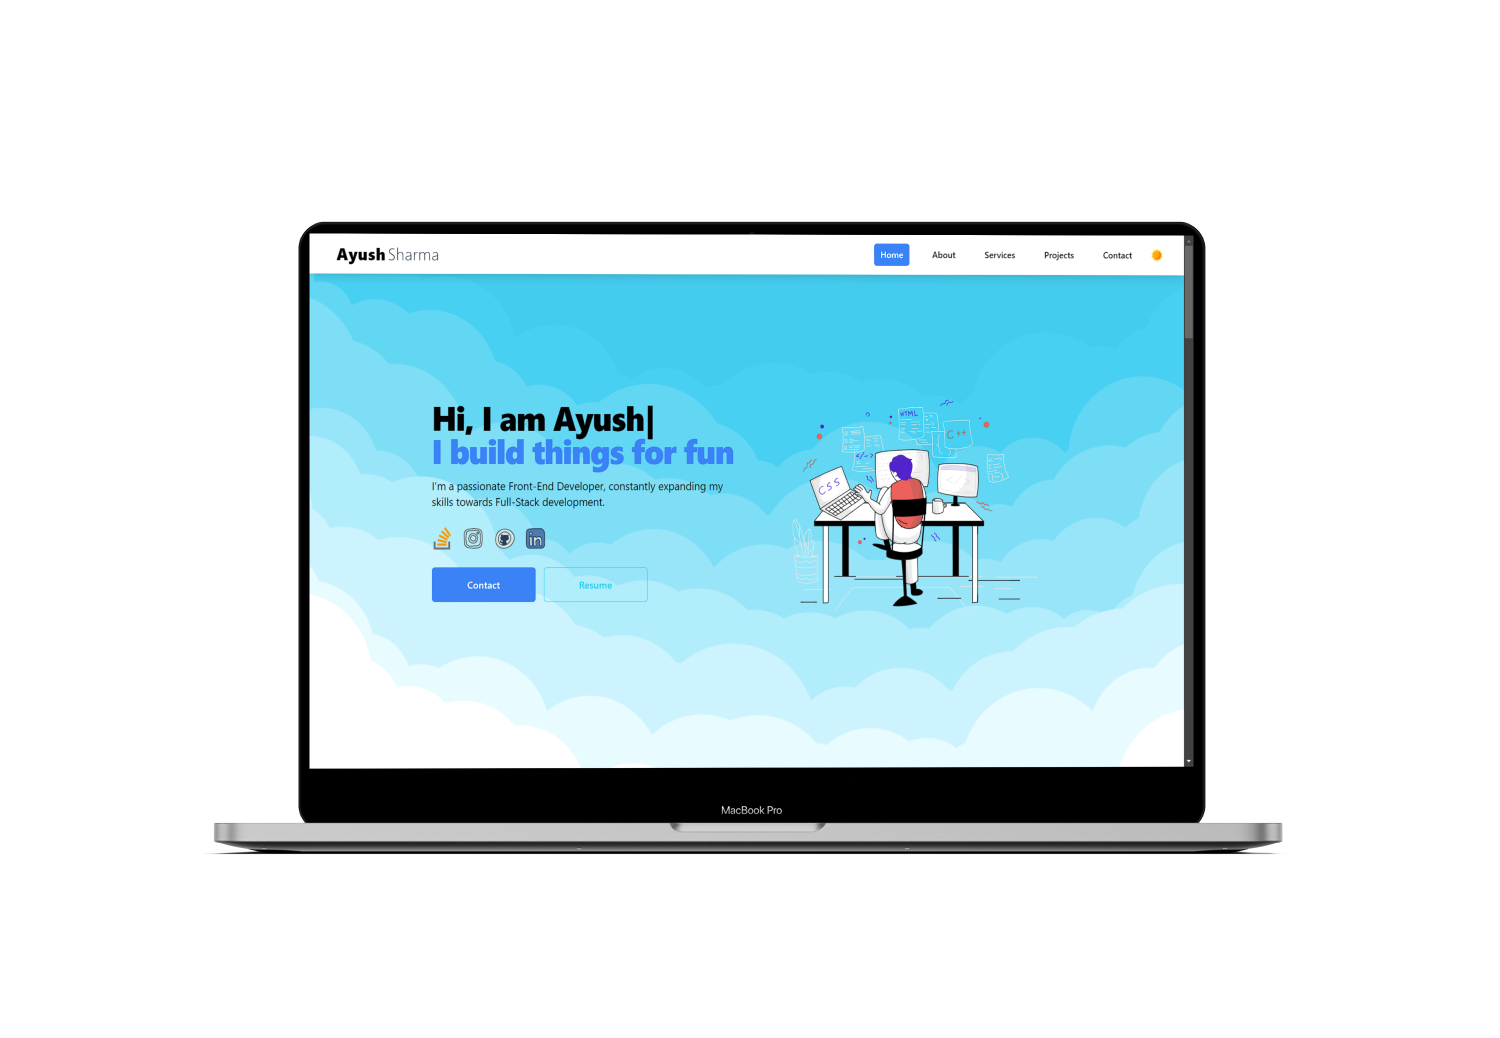 Ayush Sharma
Home About Services Projects Contact
Hi, I am Ayush|
I build things for fun
I'm a passionate Front-End Developer, constantly expanding my
skills towards Full-Stack development.
in
Contact Resume
HTML
C++
</>
CSS
</>
MacBook Pro